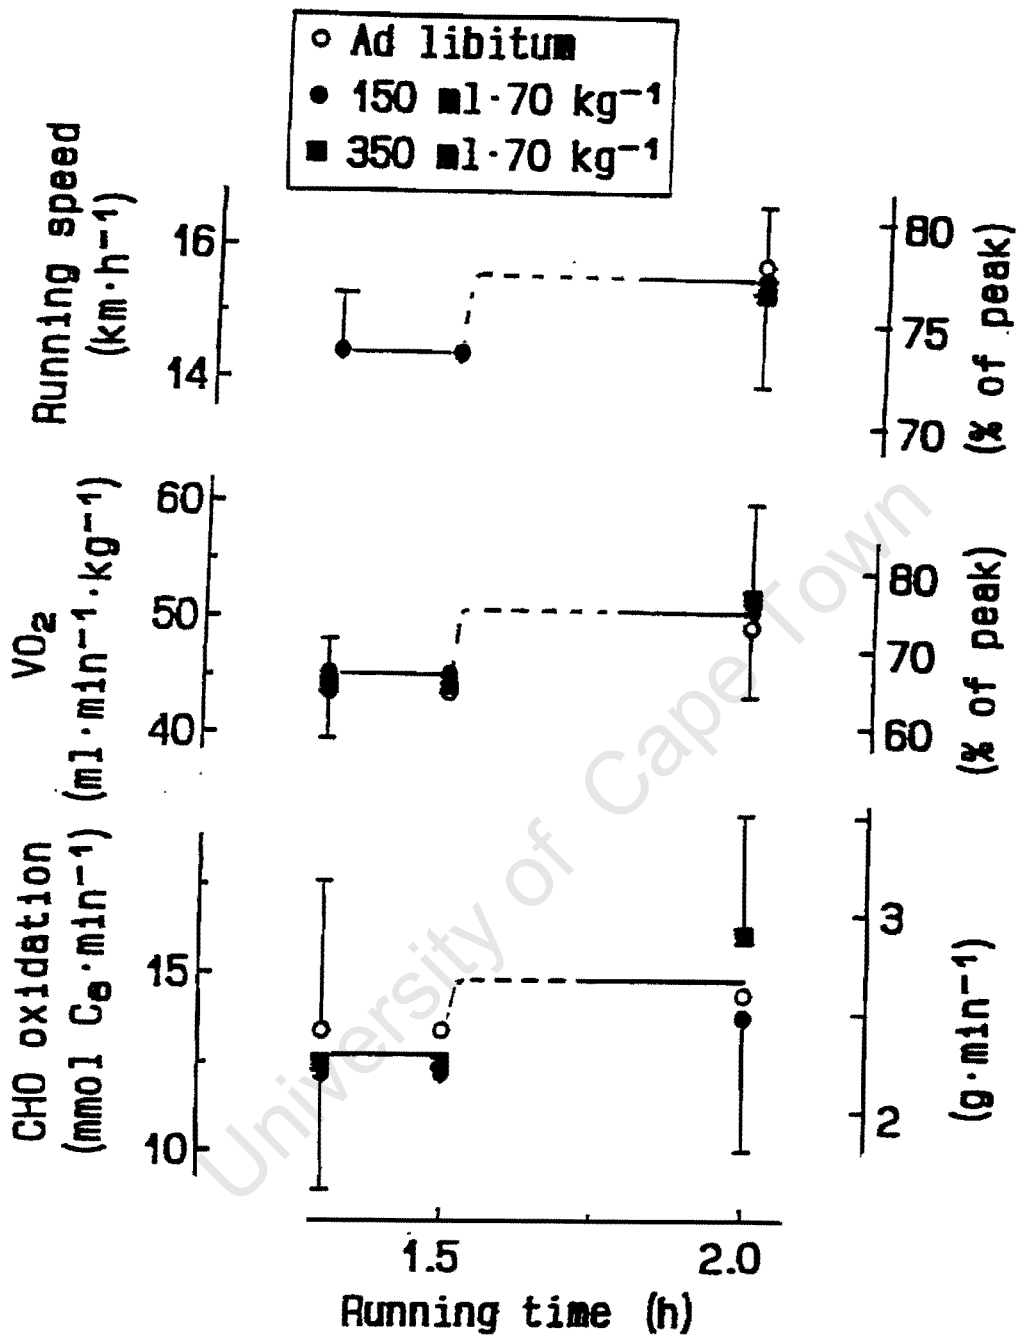 ○ Ad libitum
● 150 ml·70 kg⁻¹
■ 350 ml·70 kg⁻¹
Running speed
(km·h⁻¹)
16
14
80
75
70
(% of peak)
VO₂
(ml·min⁻¹·kg⁻¹)
60
50
40
80
70
60
(% of peak)
CHO oxidation
(mmol C₆·min⁻¹)
15
10
3
2
(g·min⁻¹)
1.5
2.0
Running time (h)
University of Cape Town